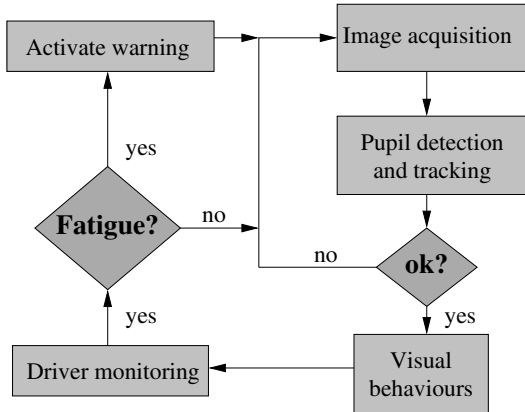 Activate warning
Image acquisition
Pupil detection
and tracking
yes
Fatigue?
no
no
ok?
yes
yes
Driver monitoring
Visual
behaviours